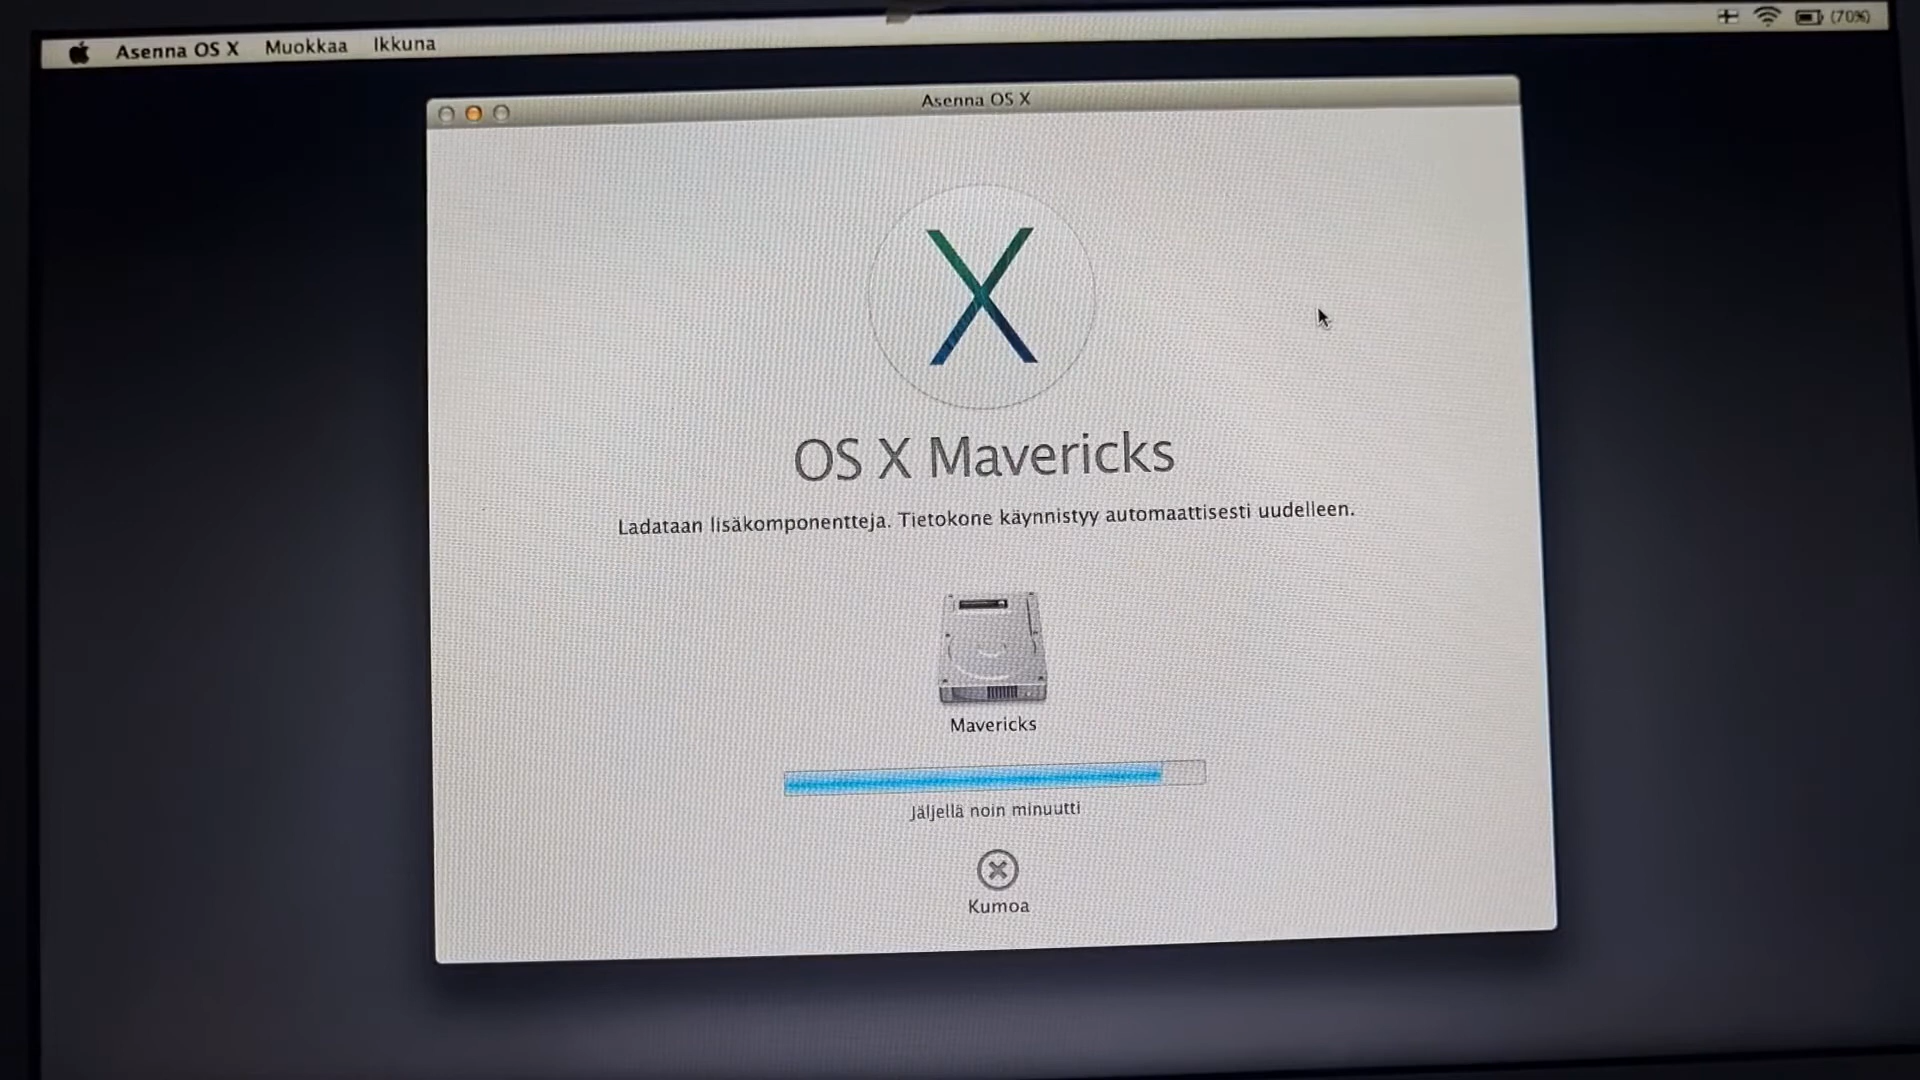 Asenna OS X Muokkaa Ikkuna (70%)
Asenna OS X
OS X Mavericks
Ladataan lisäkomponentteja. Tietokone käynnistyy automaattisesti uudelleen.
Mavericks
Jäljellä noin minuutti
Kumoa